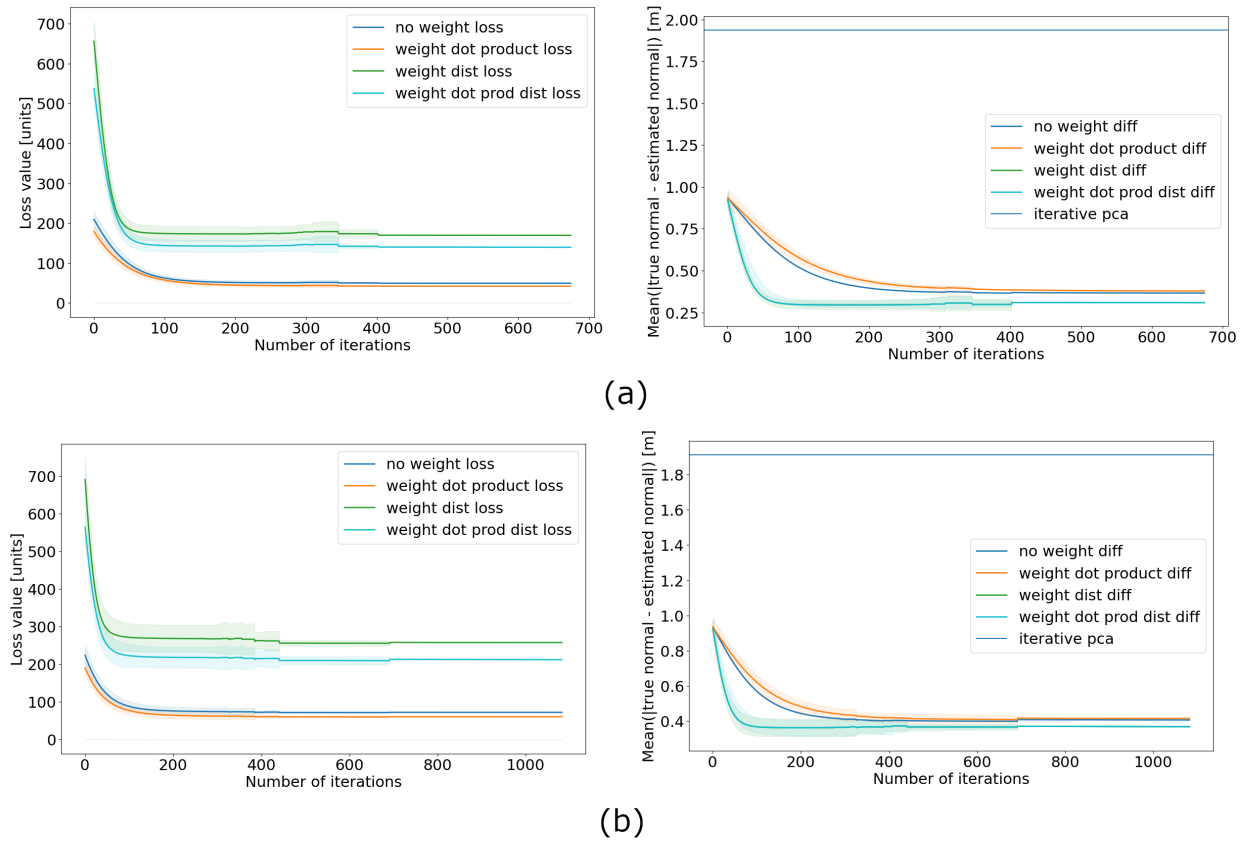 700
600
500
400
300
200
100
0
Loss value [units]
no weight loss
weight dot product loss
weight dist loss
weight dot prod dist loss
0 100 200 300 400 500 600 700
Number of iterations
2.00
1.75
1.50
1.25
1.00
0.75
0.50
0.25
Mean(|true normal - estimated normal|) [m]
no weight diff
weight dot product diff
weight dist diff
weight dot prod dist diff
iterative pca
0 100 200 300 400 500 600 700
Number of iterations
(a)
700
600
500
400
300
200
100
0
Loss value [units]
no weight loss
weight dot product loss
weight dist loss
weight dot prod dist loss
0 200 400 600 800 1000
Number of iterations
1.8
1.6
1.4
1.2
1.0
0.8
0.6
0.4
Mean(|true normal - estimated normal|) [m]
no weight diff
weight dot product diff
weight dist diff
weight dot prod dist diff
iterative pca
0 200 400 600 800 1000
Number of iterations
(b)